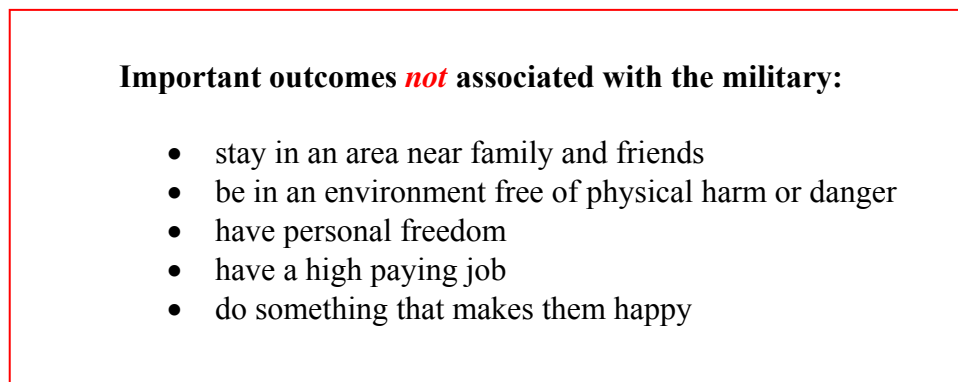 Important outcomes not associated with the military:
• stay in an area near family and friends
• be in an environment free of physical harm or danger
• have personal freedom
• have a high paying job
• do something that makes them happy